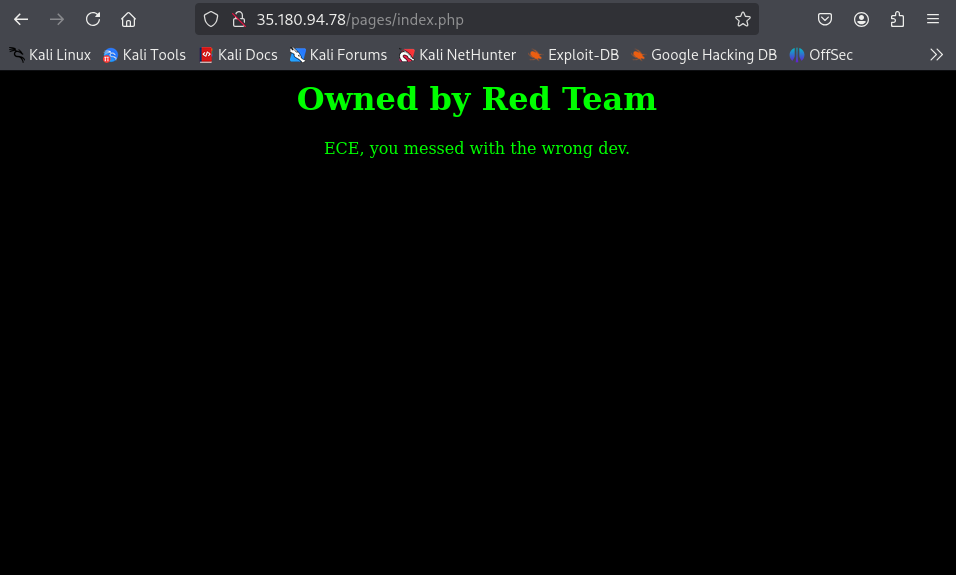 35.180.94.78/pages/index.php
Kali Linux Kali Tools Kali Docs Kali Forums Kali NetHunter Exploit-DB Google Hacking DB OffSec
Owned by Red Team
ECE, you messed with the wrong dev.